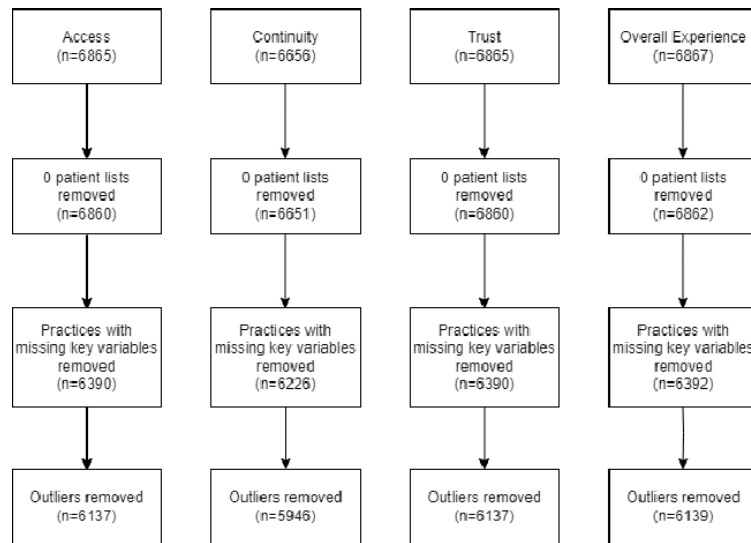 Access
(n=6865)
Continuity
(n=6656)
Trust
(n=6865)
Overall Experience
(n=6867)
0 patient lists
removed
(n=6860)
0 patient lists
removed
(n=6651)
0 patient lists
removed
(n=6860)
0 patient lists
removed
(n=6862)
Practices with
missing key variables
removed
(n=6390)
Practices with
missing key variables
removed
(n=6226)
Practices with
missing key variables
removed
(n=6390)
Practices with
missing key variables
removed
(n=6392)
Outliers removed
(n=6137)
Outliers removed
(n=5946)
Outliers removed
(n=6137)
Outliers removed
(n=6139)